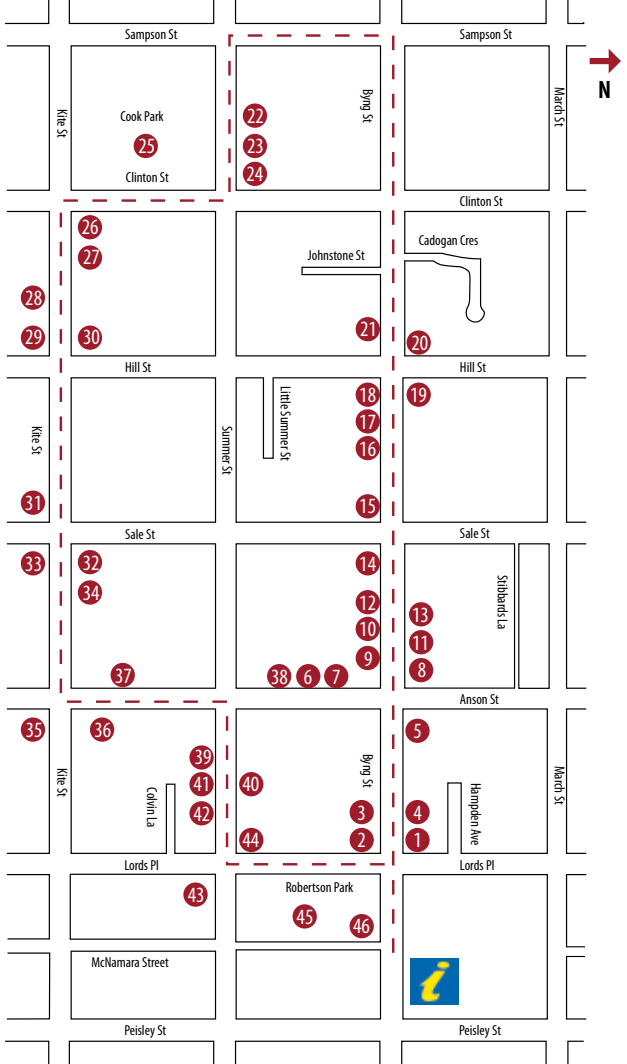 Sampson St
Sampson St
N
Kite St
Cook Park
25
Clinton St
22
23
24
Byng St
March St
Clinton St
26
27
28
29
30
Johnstone St
Cadogan Cres
21
20
Hill St
Hill St
Kite St
31
Summer St
Little Summer St
18
17
16
15
19
Sale St
Sale St
33
32
34
37
14
12
10
9
38
6
7
13
11
8
Stibbards La
Anson St
35
36
39
41
42
Kite St
Colvin La
40
44
Byng St
3
2
5
4
1
Hampden Ave
March St
Lords Pl
Lords Pl
43
Robertson Park
45
46
McNamara Street
i
Peisley St
Peisley St